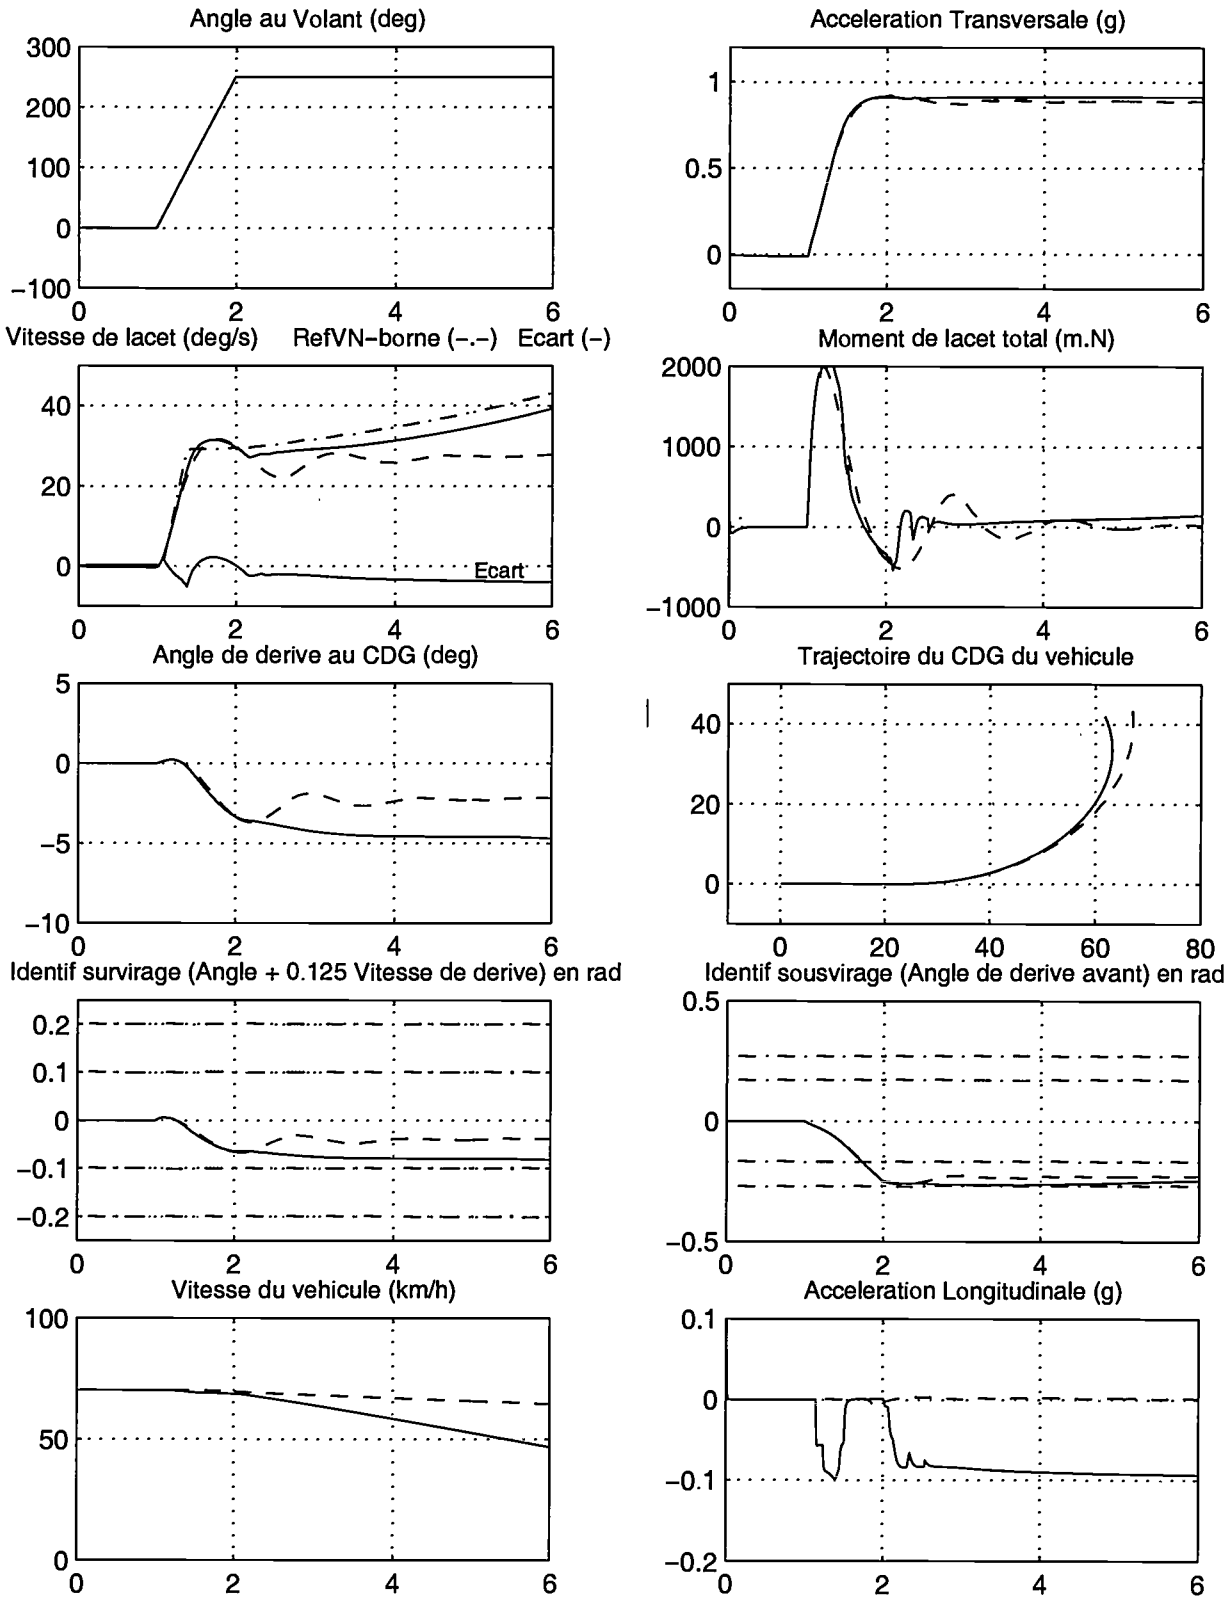 Angle au Volant (deg)
300
200
100
0
−100
0 2 4 6
Acceleration Transversale (g)
1
0.5
0
0 2 4 6
Vitesse de lacet (deg/s) RefVN−borne (−.−) Ecart (−)
40
20
0
Ecart
0 2 4 6
Moment de lacet total (m.N)
2000
1000
0
−1000
0 2 4 6
Angle de derive au CDG (deg)
5
0
−5
−10
0 2 4 6
Trajectoire du CDG du vehicule
40
20
0
0 20 40 60 80
Identif survirage (Angle + 0.125 Vitesse de derive) en rad
0.2
0.1
0
−0.1
−0.2
0 2 4 6
Identif sousvirage (Angle de derive avant) en rad
0.5
0
−0.5
0 2 4 6
Vitesse du vehicule (km/h)
100
50
0
0 2 4 6
Acceleration Longitudinale (g)
0.1
0
−0.1
−0.2
0 2 4 6